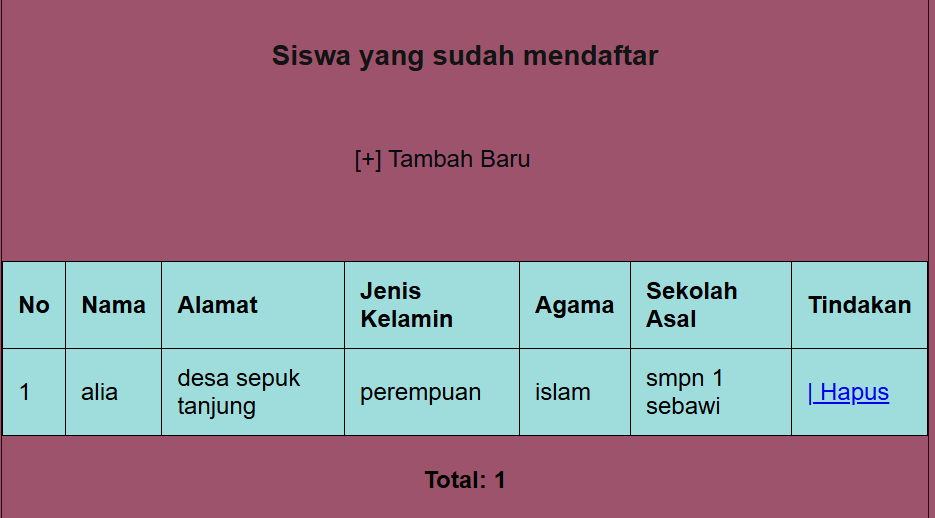 Siswa yang sudah mendaftar
[+] Tambah Baru
No Nama Alamat Jenis Kelamin Agama Sekolah Asal Tindakan
1 alia desa sepuk tanjung perempuan islam smpn 1 sebawi | Hapus
Total: 1